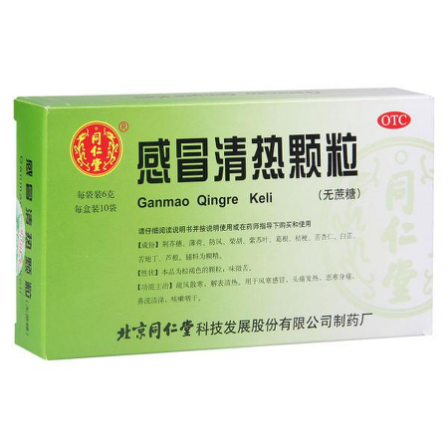 同仁堂
®
感冒清热颗粒
OTC
Ganmao Qingre Keli
(无蔗糖)
每袋装6克
每盒装10袋
请仔细阅读说明书并按说明使用或在药师指导下购买和使用
[成份] 荆芥穗、薄荷、防风、柴胡、紫苏叶、葛根、桔梗、苦杏仁、白芷、
苦地丁、芦根。辅料为糊精。
[性状] 本品为棕褐色的颗粒;味微苦。
[功能主治] 疏风散寒,解表清热。用于风寒感冒,头痛发热,恶寒身痛,
鼻流清涕,咳嗽咽干。
北京同仁堂科技发展股份有限公司制药厂
同仁堂
感冒清热颗粒